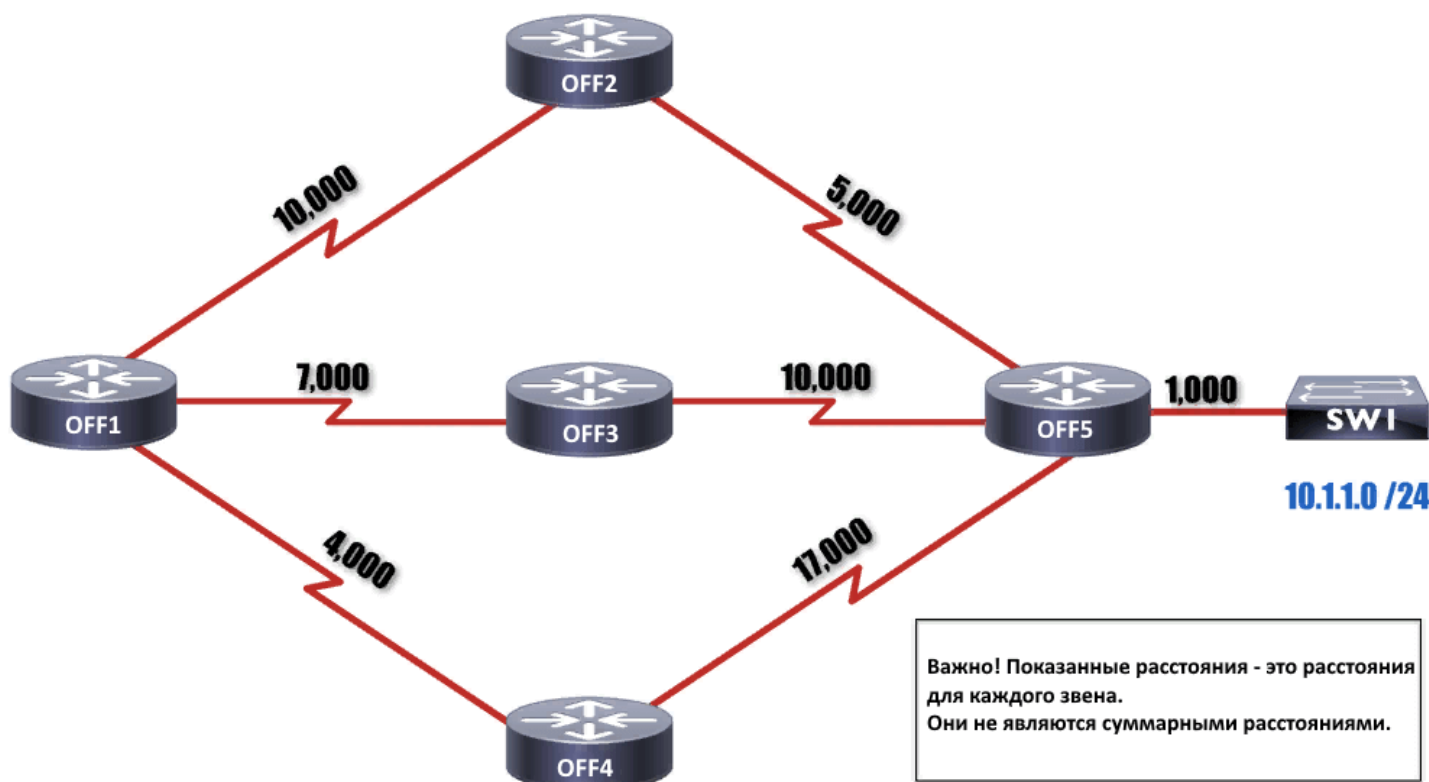 OFF2
10,000
5,000
7,000
10,000
1,000
OFF1
OFF3
OFF5
SW1
10.1.1.0 /24
4,000
17,000
Важно! Показанные расстояния - это расстояния
для каждого звена.
Они не являются суммарными расстояниями.
OFF4